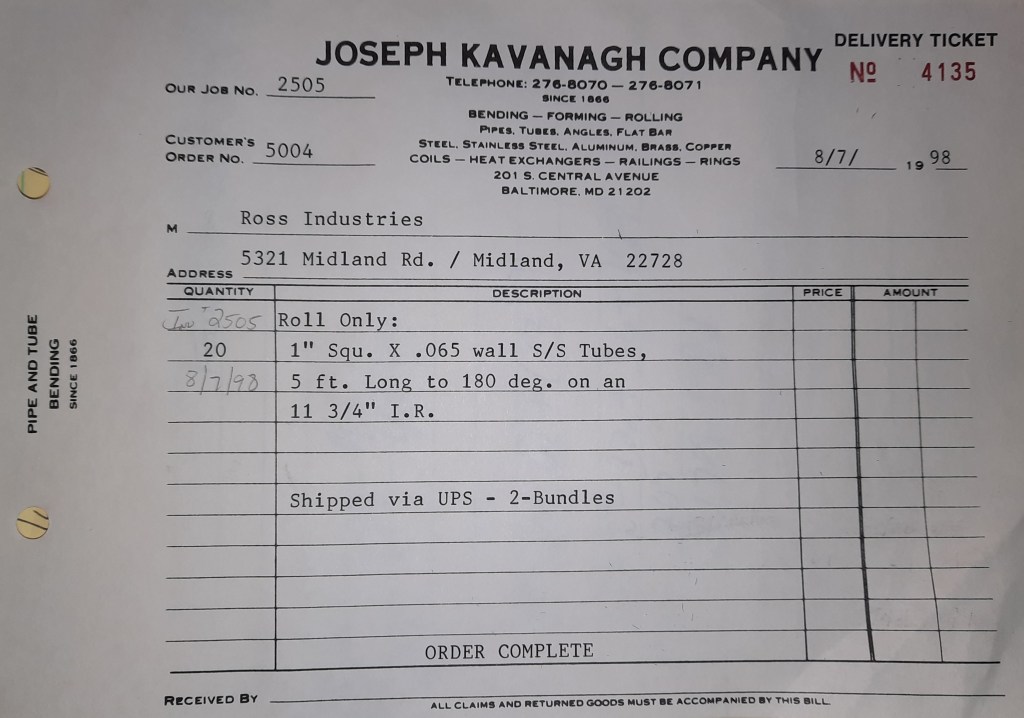 JOSEPH KAVANAGH COMPANY
DELIVERY TICKET
Nº 4135
OUR JOB NO. 2505
TELEPHONE: 276-8070 — 276-8071
SINCE 1866
BENDING — FORMING — ROLLING
PIPES, TUBES, ANGLES, FLAT BAR
CUSTOMER'S
ORDER NO. 5004
STEEL, STAINLESS STEEL, ALUMINUM, BRASS, COPPER
COILS — HEAT EXCHANGERS — RAILINGS — RINGS
8/7/ 1998
201 S. CENTRAL AVENUE
BALTIMORE, MD 21202
M Ross Industries
ADDRESS 5321 Midland Rd. / Midland, VA 22728
QUANTITY DESCRIPTION PRICE AMOUNT
Inv # 2505 Roll Only:
20 1" Squ. X .065 wall S/S Tubes,
8/7/98 5 ft. Long to 180 deg. on an
11 3/4" I.R.
Shipped via UPS - 2-Bundles
ORDER COMPLETE
RECEIVED BY
ALL CLAIMS AND RETURNED GOODS MUST BE ACCOMPANIED BY THIS BILL.
PIPE AND TUBE
BENDING
SINCE 1866